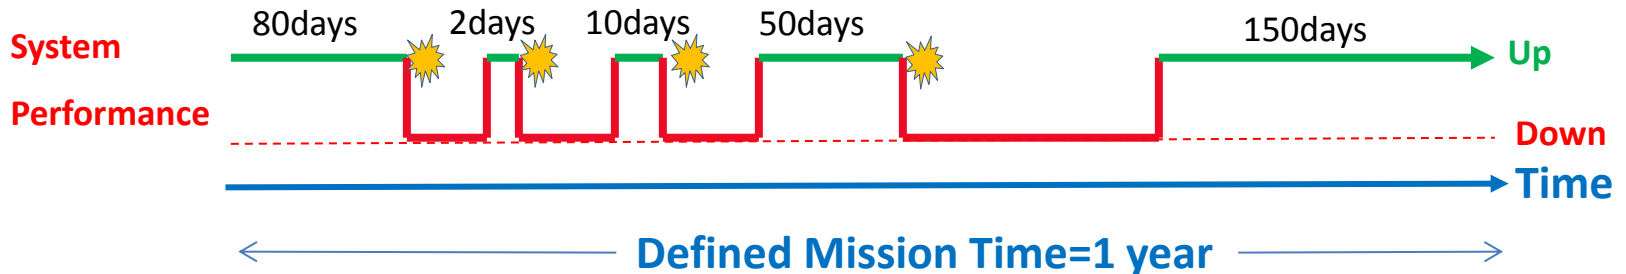 80days 2days 10days 50days 150days
System
Up
Performance
Down
Time
Defined Mission Time=1 year